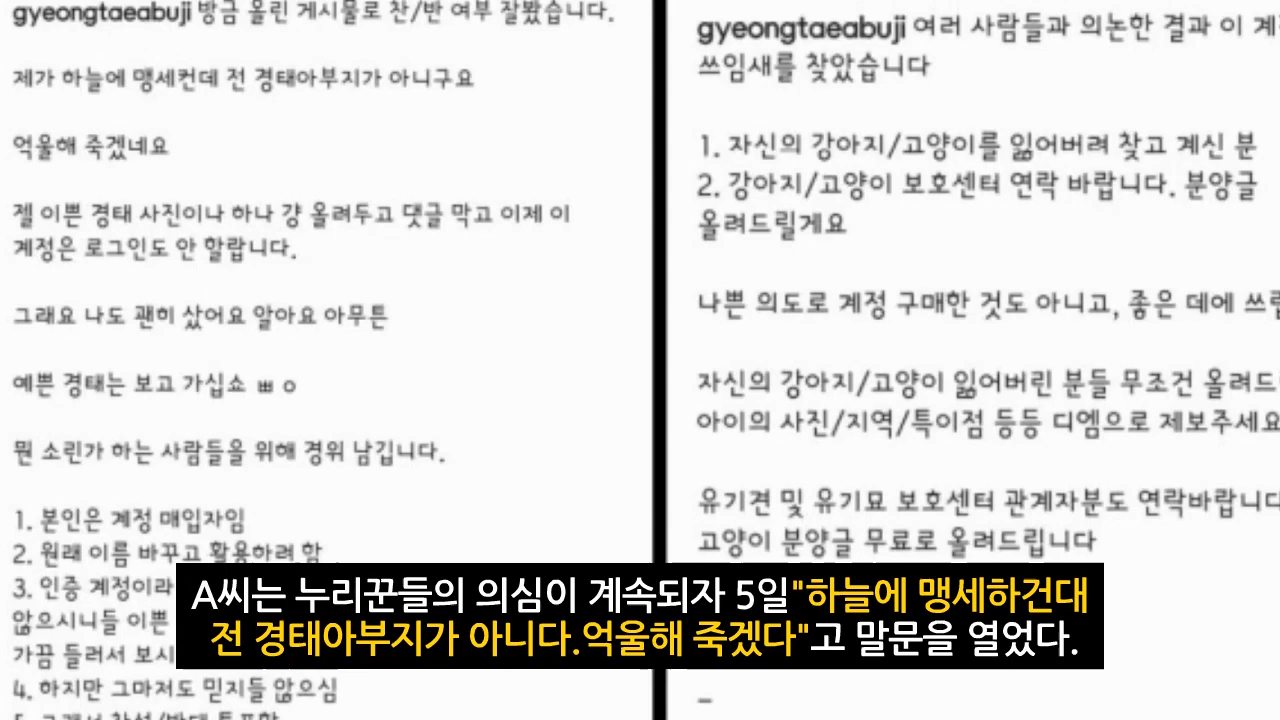 gyeongtaeabuji 방금 올린 게시물로 찬/반 여부 잘봤습니다.
제가 하늘에 맹세컨데 전 경태아부지가 아니구요
억울해 죽겠네요
젤 이쁜 경태 사진이나 하나 걍 올려두고 댓글 막고 이제 이
계정은 로그인도 안 할랍니다.
그래요 나도 괜히 샀어요 알아요 아무튼
예쁜 경태는 보고 가십쇼 ㅃㅇ
뭔 소린가 하는 사람들을 위해 경위 남깁니다.
1. 본인은 계정 매입자임
2. 원래 이름 바꾸고 활용하려 함
3. 인증 계정이라
않으시니들 이쁜
가끔 들러서 보시
4. 하지만 그마저도 믿지들 않으심
gyeongtaeabuji 여러 사람들과 의논한 결과 이 계
쓰임새를 찾았습니다
1. 자신의 강아지/고양이를 잃어버려 찾고 계신 분
2. 강아지/고양이 보호센터 연락 바랍니다. 분양글
올려드릴게요
나쁜 의도로 계정 구매한 것도 아니고, 좋은 데에 쓰
자신의 강아지/고양이 잃어버린 분들 무조건 올려드
아이의 사진/지역/특이점 등등 디엠으로 제보주세요
유기견 및 유기묘 보호센터 관계자분도 연락바랍니다
고양이 분양글 무료로 올려드립니다
A씨는 누리꾼들의 의심이 계속되자 5일"하늘에 맹세하건대
전 경태아부지가 아니다.억울해 죽겠다"고 말문을 열었다.